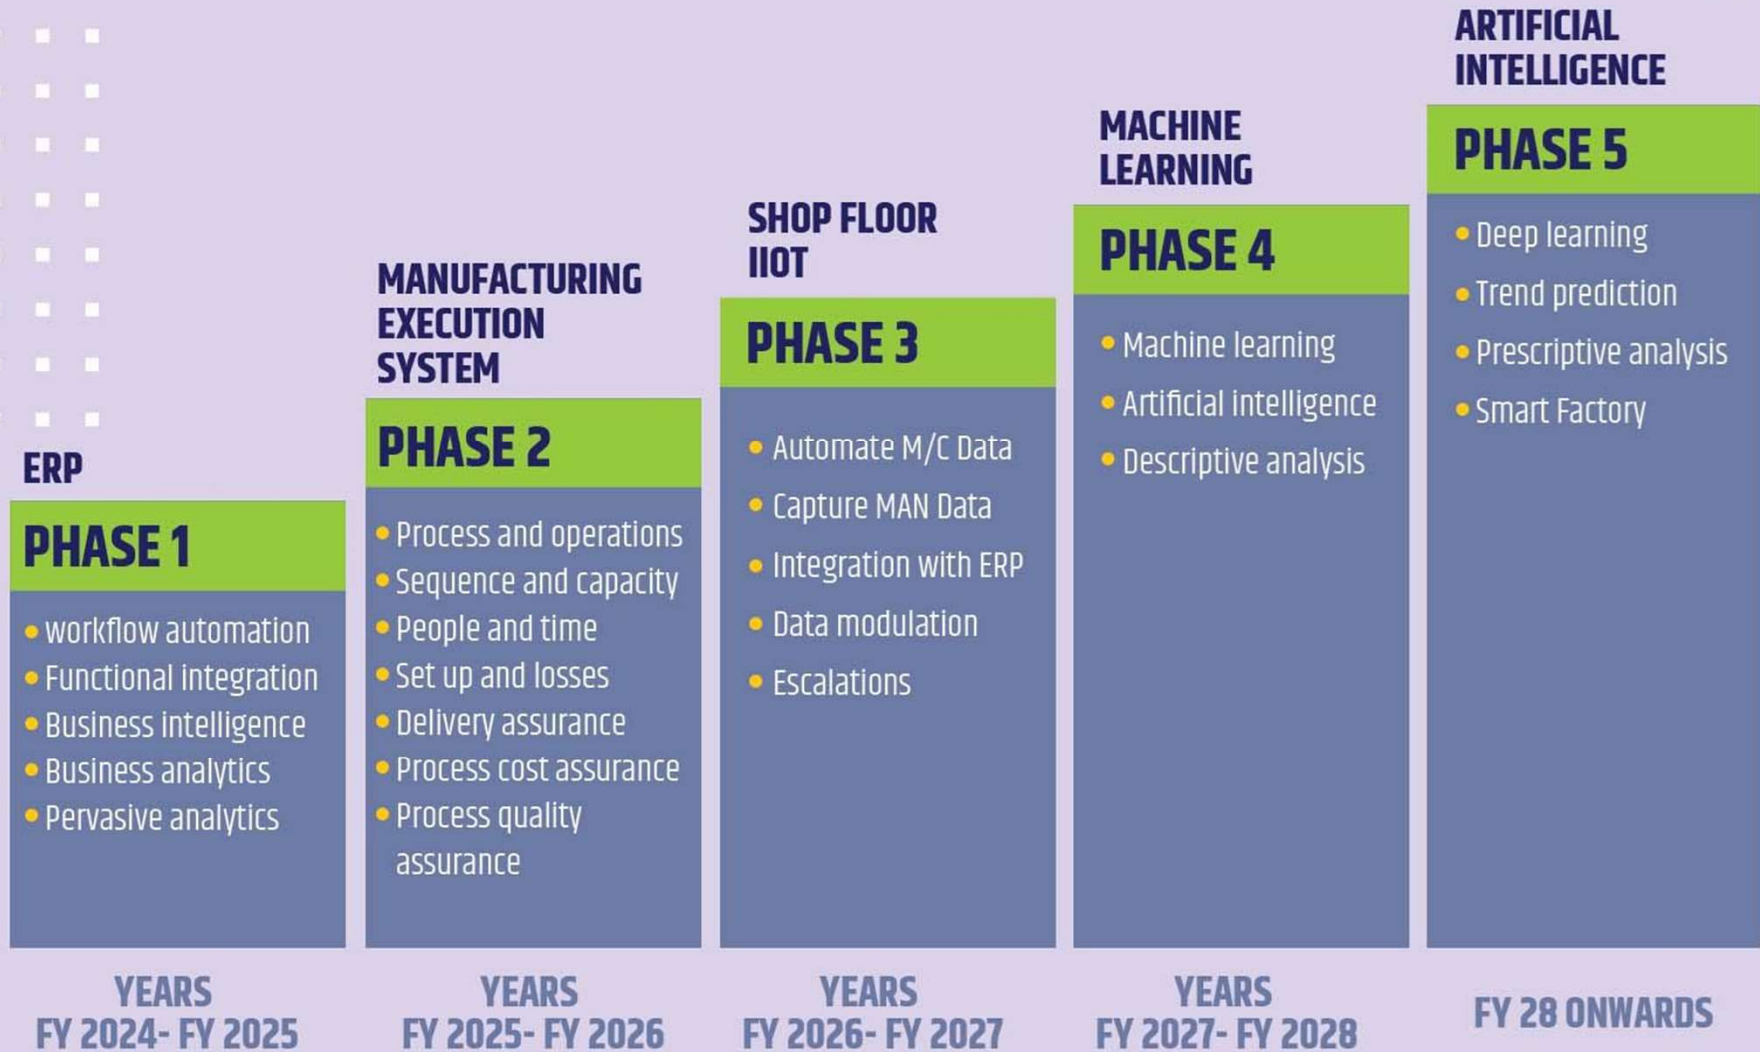 ERP
PHASE 1
workflow automation
Functional integration
Business intelligence
Business analytics
Pervasive analytics
YEARS
FY 2024- FY 2025
MANUFACTURING
EXECUTION
SYSTEM
PHASE 2
Process and operations
Sequence and capacity
People and time
Set up and losses
Delivery assurance
Process cost assurance
Process quality
assurance
YEARS
FY 2025- FY 2026
SHOP FLOOR
IIOT
PHASE 3
Automate M/C Data
Capture MAN Data
Integration with ERP
Data modulation
Escalations
YEARS
FY 2026- FY 2027
MACHINE
LEARNING
PHASE 4
Machine learning
Artificial intelligence
Descriptive analysis
YEARS
FY 2027- FY 2028
ARTIFICIAL
INTELLIGENCE
PHASE 5
Deep learning
Trend prediction
Prescriptive analysis
Smart Factory
FY 28 ONWARDS